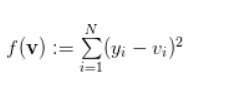 f(v) := ∑_{i=1}^{N} (y_i − v_i)²